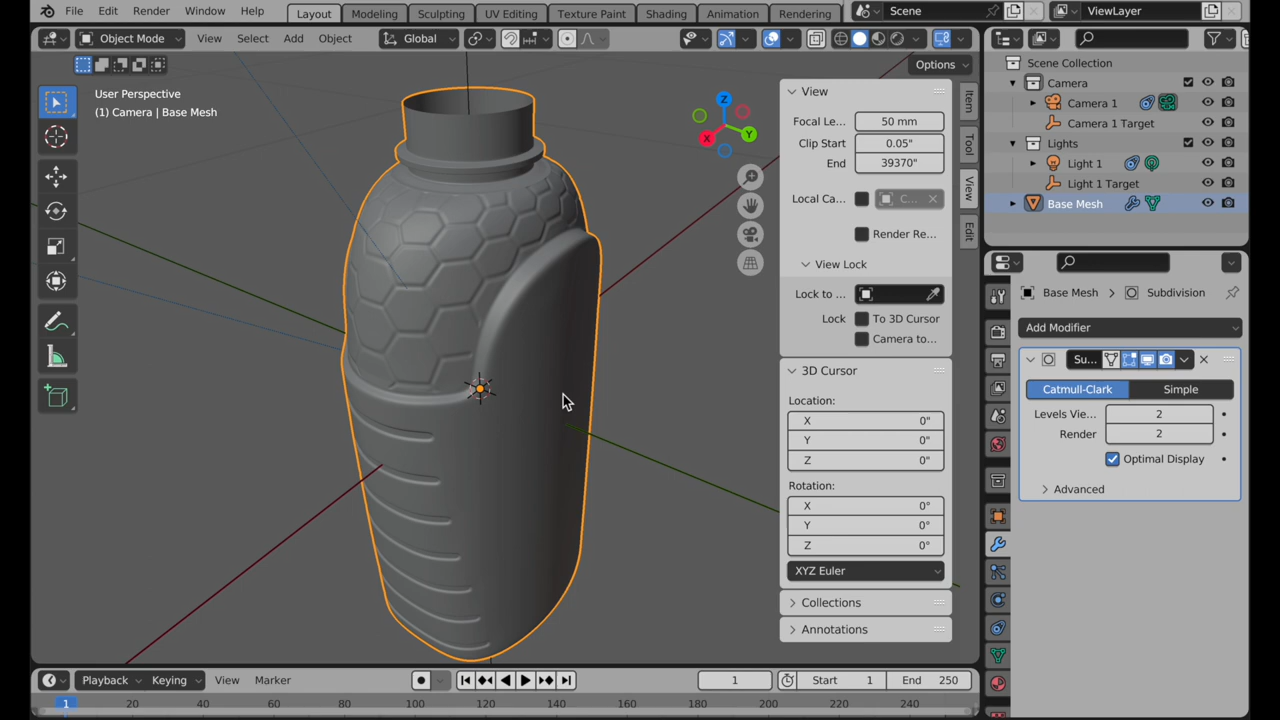 File Edit Render Window Help Layout Modeling Sculpting UV Editing Texture Paint Shading Animation Rendering Scene ViewLayer
Object Mode View Select Add Object Global
Options
User Perspective
(1) Camera | Base Mesh
Z
Y
X
View
Focal Le... 50 mm
Clip Start 0.05"
End 39370"
Local Ca... C...
Render Re...
View Lock
Lock to ...
Lock To 3D Cursor
Camera to...
3D Cursor
Location:
X 0"
Y 0"
Z 0"
Rotation:
X 0°
Y 0°
Z 0°
XYZ Euler
Collections
Annotations
Item
Tool
View
Edit
Scene Collection
Camera
Camera 1
Camera 1 Target
Lights
Light 1
Light 1 Target
Base Mesh
Base Mesh > Subdivision
Add Modifier
Su...
Catmull-Clark Simple
Levels Vie... 2
Render 2
Optimal Display
Advanced
Playback Keying View Marker 1 Start 1 End 250
1 20 40 60 80 100 120 140 160 180 200 220 240